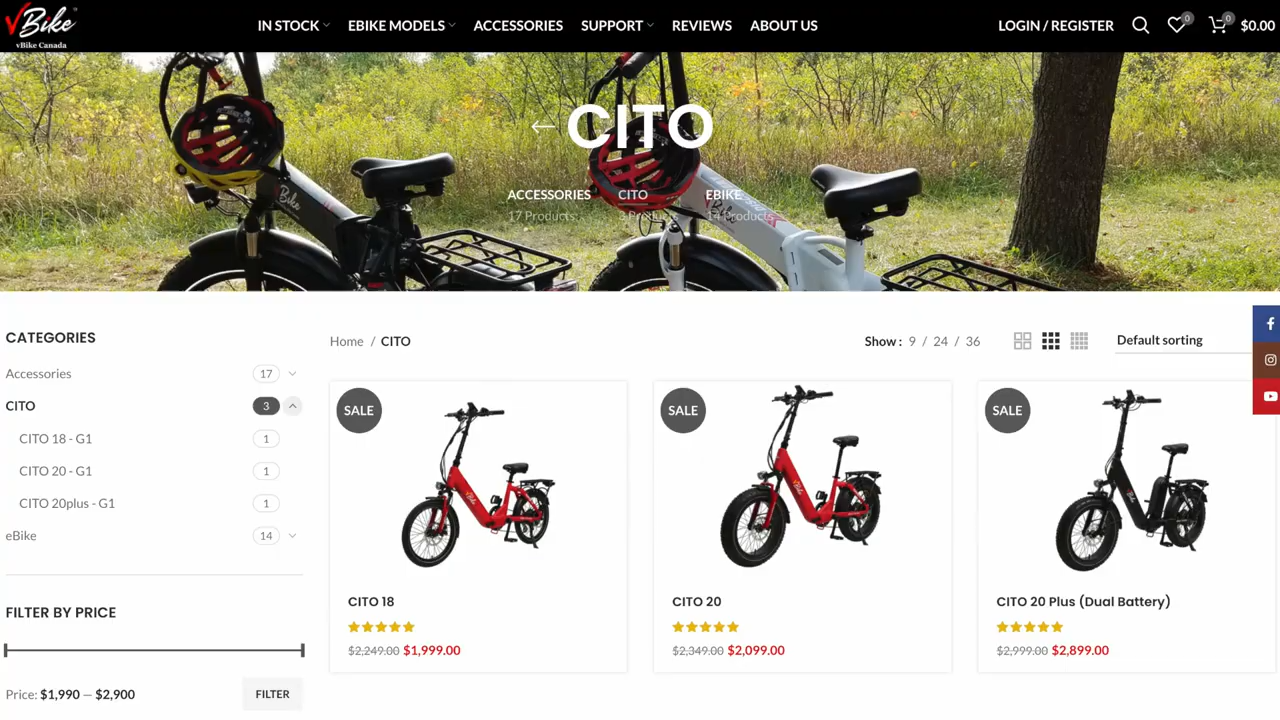 vBike
vBike Canada
IN STOCK
EBIKE MODELS
ACCESSORIES
SUPPORT
REVIEWS
ABOUT US
LOGIN / REGISTER
0
0
$0.00
CITO
ACCESSORIES
17 Products
CITO
3 Products
EBIKE
14 Products
CATEGORIES
Accessories 17
CITO 3
CITO 18 - G1 1
CITO 20 - G1 1
CITO 20plus - G1 1
eBike 14
FILTER BY PRICE
Price: $1,990 — $2,900
FILTER
Home / CITO
Show : 9 / 24 / 36
Default sorting
SALE
CITO 18
$2,249.00 $1,999.00
SALE
CITO 20
$2,349.00 $2,099.00
SALE
CITO 20 Plus (Dual Battery)
$2,999.00 $2,899.00